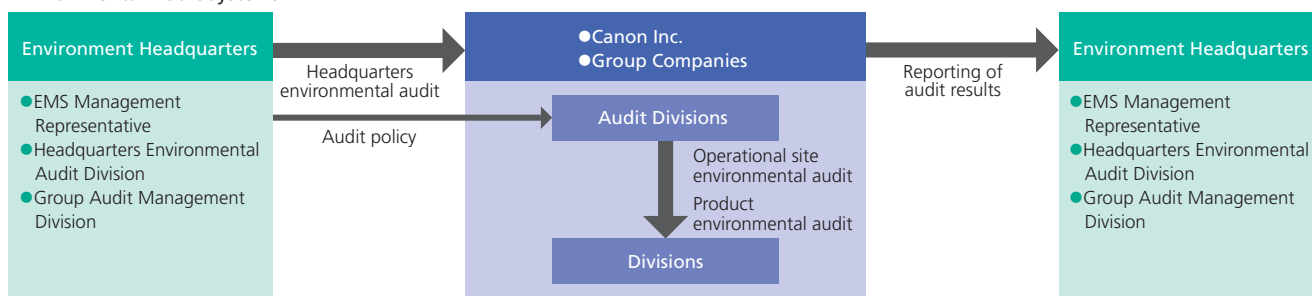 Environment Headquarters
●EMS Management
Representative
●Headquarters Environmental
Audit Division
●Group Audit Management
Division
Headquarters
environmental audit
Audit policy
●Canon Inc.
●Group Companies
Audit Divisions
Operational site
environmental audit
Product
environmental audit
Divisions
Reporting of
audit results
Environment Headquarters
●EMS Management
Representative
●Headquarters Environmental
Audit Division
●Group Audit Management
Division